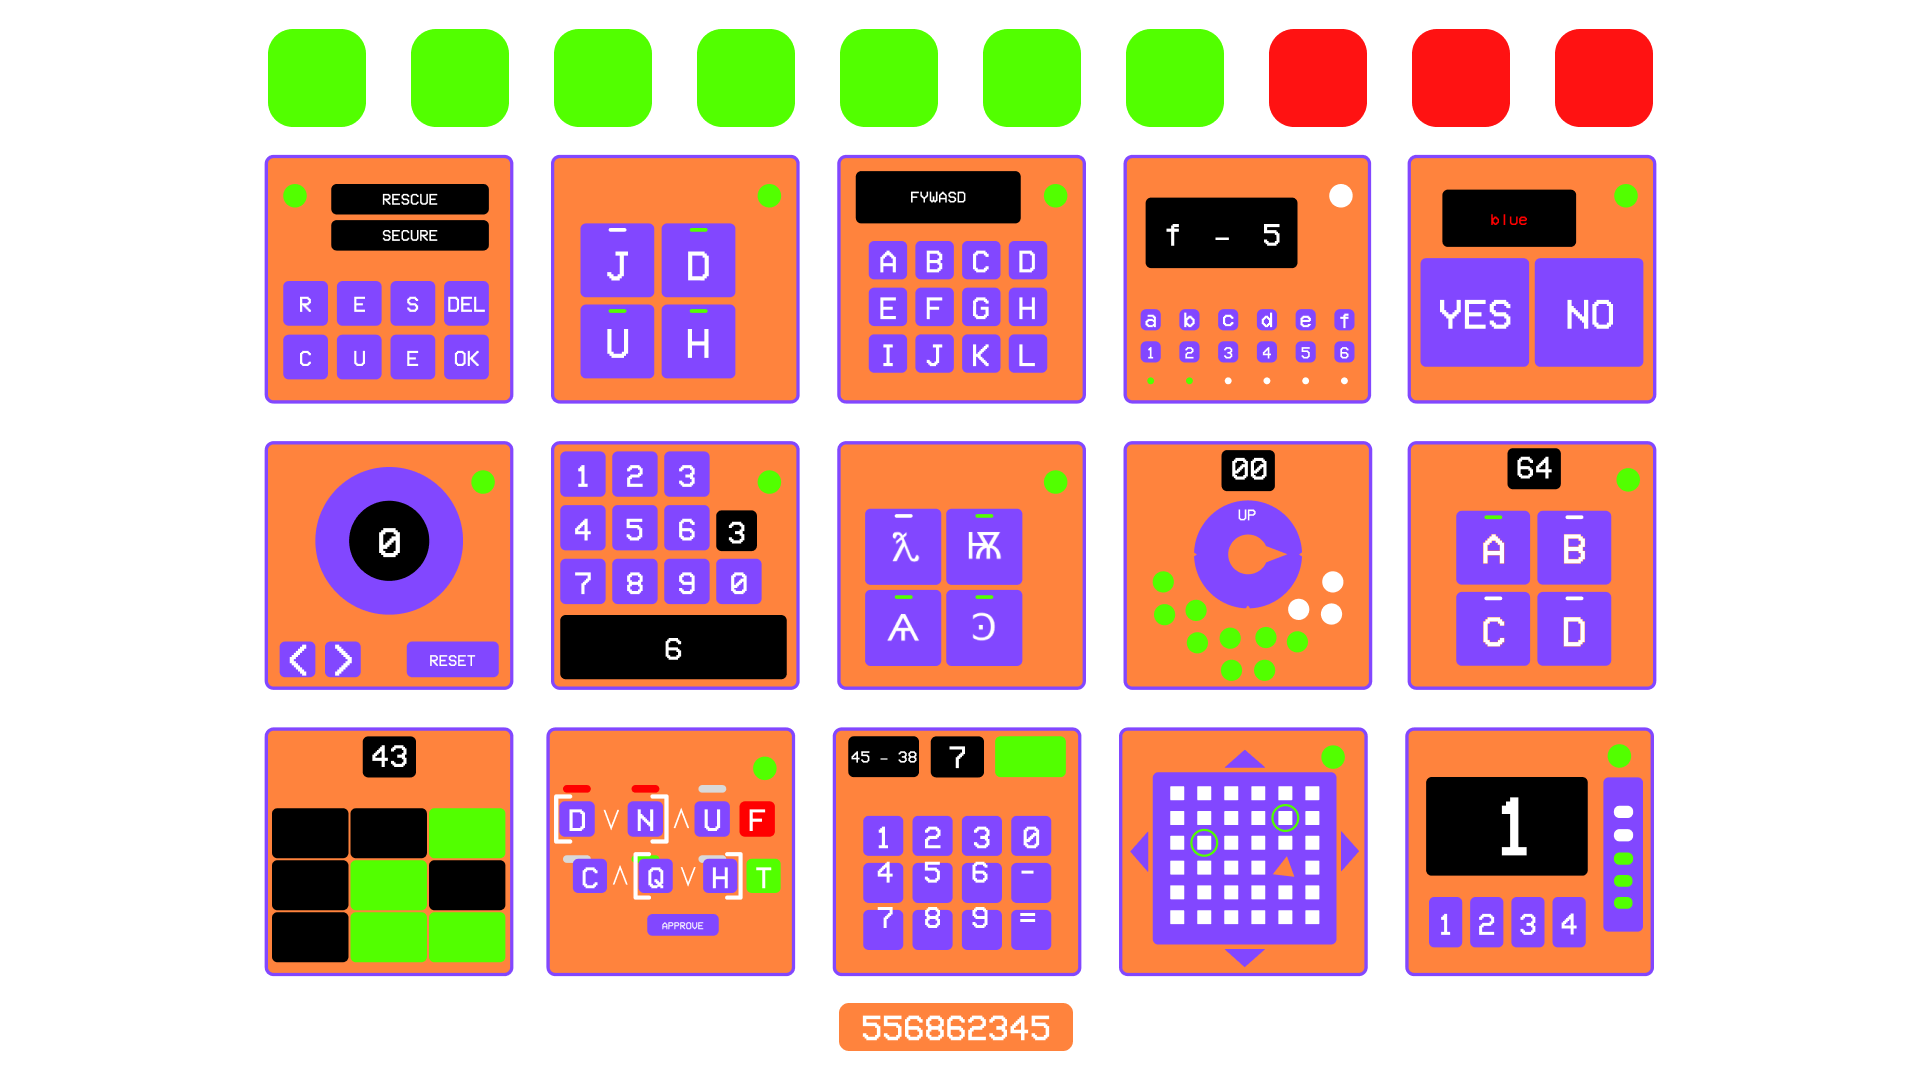 RESCUE
SECURE
R E S DEL
C U E OK
J D
U H
FYWASD
A B C D
E F G H
I J K L
f - 5
a b c d e f
1 2 3 4 5 6
blue
YES NO
0
< >
RESET
1 2 3
4 5 6 3
7 8 9 0
6
ƛ Ѭ
Ѧ Ͽ
00
UP
64
A B
C D
43
D ∨ N ∧ U F
C ∧ Q ∨ H T
APPROVE
45 - 38 7
1 2 3 0
4 5 6 -
7 8 9 =
1
1 2 3 4
556862345